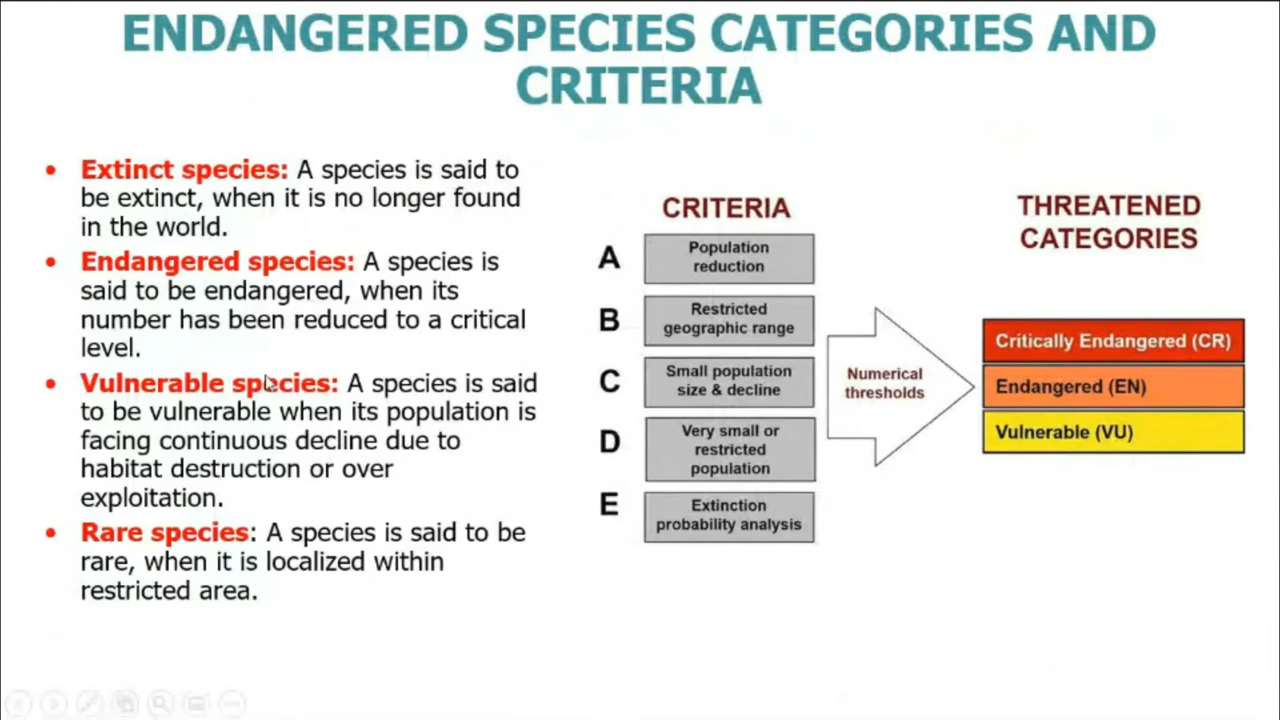 ENDANGERED SPECIES CATEGORIES AND
CRITERIA
• Extinct species: A species is said to
be extinct, when it is no longer found
in the world.
• Endangered species: A species is
said to be endangered, when its
number has been reduced to a critical
level.
• Vulnerable species: A species is said
to be vulnerable when its population is
facing continuous decline due to
habitat destruction or over
exploitation.
• Rare species: A species is said to be
rare, when it is localized within
restricted area.
CRITERIA
A
Population
reduction
B
Restricted
geographic range
C
Small population
size & decline
D
Very small or
restricted
population
E
Extinction
probability analysis
Numerical
thresholds
THREATENED
CATEGORIES
Critically Endangered (CR)
Endangered (EN)
Vulnerable (VU)